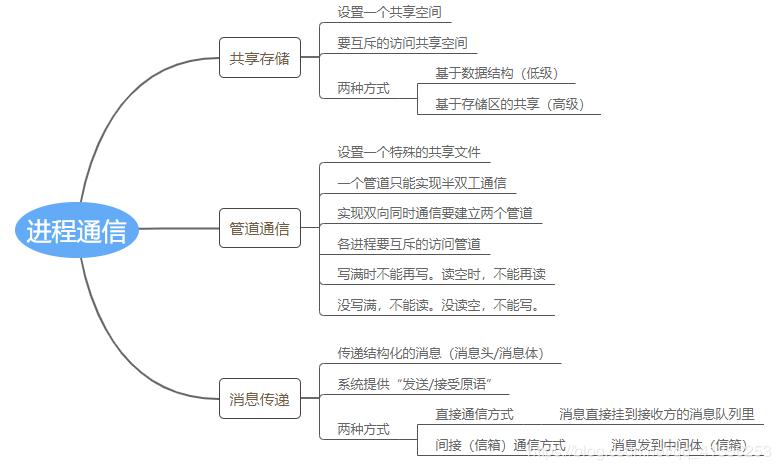 进程通信
共享存储
设置一个共享空间
要互斥的访问共享空间
两种方式
基于数据结构（低级）
基于存储区的共享（高级）
管道通信
设置一个特殊的共享文件
一个管道只能实现半双工通信
实现双向同时通信要建立两个管道
各进程要互斥的访问管道
写满时不能再写。读空时，不能再读
没写满，不能读。没读空，不能写。
消息传递
传递结构化的消息（消息头/消息体）
系统提供“发送/接受原语”
两种方式
直接通信方式
消息直接挂到接收方的消息队列里
间接（信箱）通信方式
消息发到中间体（信箱）